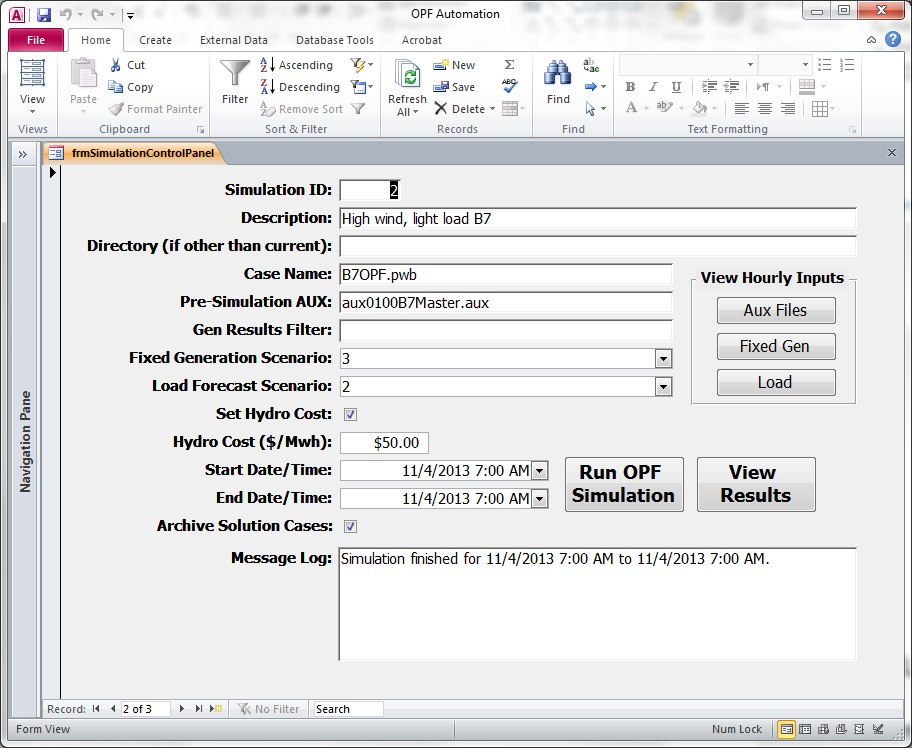 OPF Automation
File Home Create External Data Database Tools Acrobat
View
Views
Paste
Cut
Copy
Format Painter
Clipboard
Filter
Ascending
Descending
Remove Sort
Sort & Filter
Refresh All
New
Save
Delete
Records
Find
Find
B I U
A
Text Formatting
frmSimulationControlPanel
Navigation Pane
Simulation ID: 2
Description: High wind, light load B7
Directory (if other than current):
Case Name: B7OPF.pwb
Pre-Simulation AUX: aux0100B7Master.aux
Gen Results Filter:
Fixed Generation Scenario: 3
Load Forecast Scenario: 2
Set Hydro Cost:
Hydro Cost ($/Mwh): $50.00
Start Date/Time: 11/4/2013 7:00 AM
End Date/Time: 11/4/2013 7:00 AM
Archive Solution Cases:
View Hourly Inputs
Aux Files
Fixed Gen
Load
Run OPF
Simulation
View
Results
Message Log: Simulation finished for 11/4/2013 7:00 AM to 11/4/2013 7:00 AM.
Record: 2 of 3 No Filter Search
Form View Num Lock